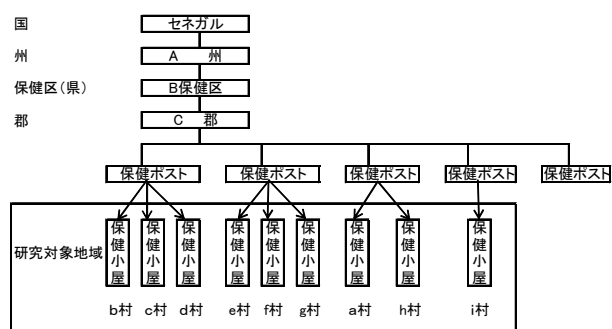 国 セネガル
州 A 州
保健区(県) B保健区
郡 C 郡
保健ポスト 保健ポスト 保健ポスト 保健ポスト 保健ポスト
研究対象地域 保健小屋 保健小屋 保健小屋 保健小屋 保健小屋 保健小屋 保健小屋 保健小屋 保健小屋
b村 c村 d村 e村 f村 g村 a村 h村 i村